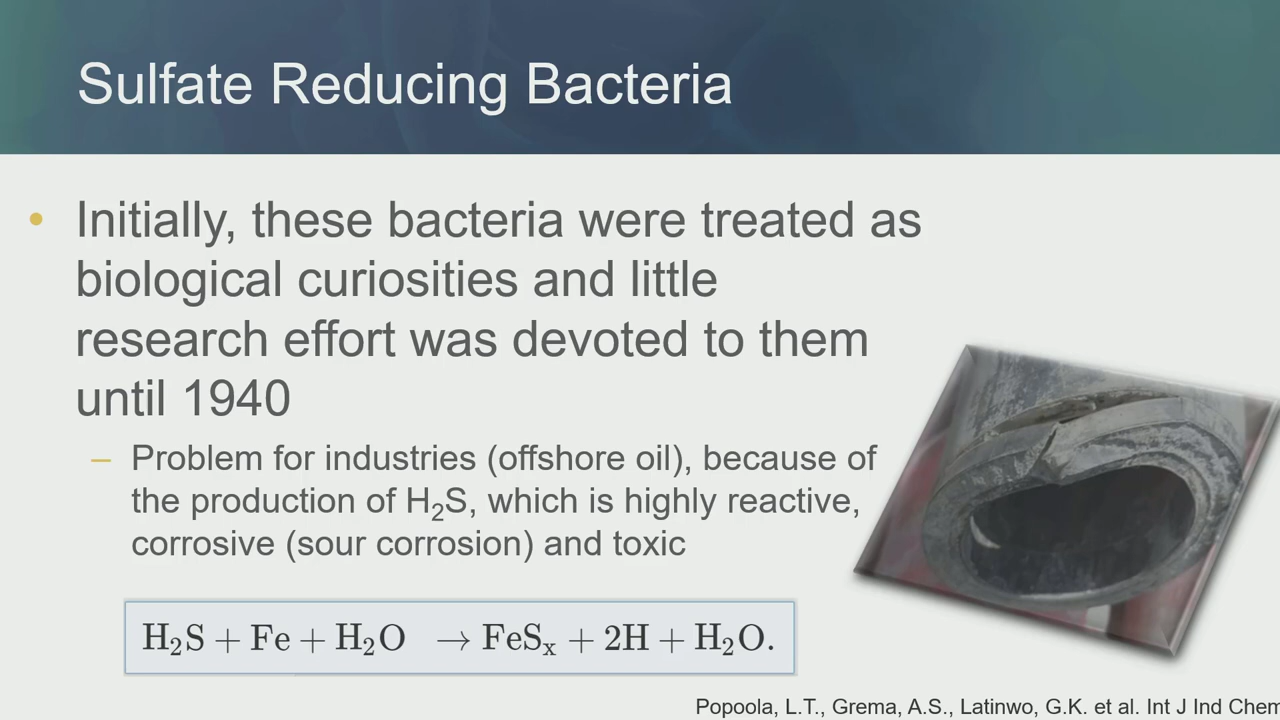 Sulfate Reducing Bacteria
• Initially, these bacteria were treated as
biological curiosities and little
research effort was devoted to them
until 1940
– Problem for industries (offshore oil), because of
the production of H₂S, which is highly reactive,
corrosive (sour corrosion) and toxic
H₂S + Fe + H₂O → FeSₓ + 2H + H₂O.
Popoola, L.T., Grema, A.S., Latinwo, G.K. et al. Int J Ind Chem